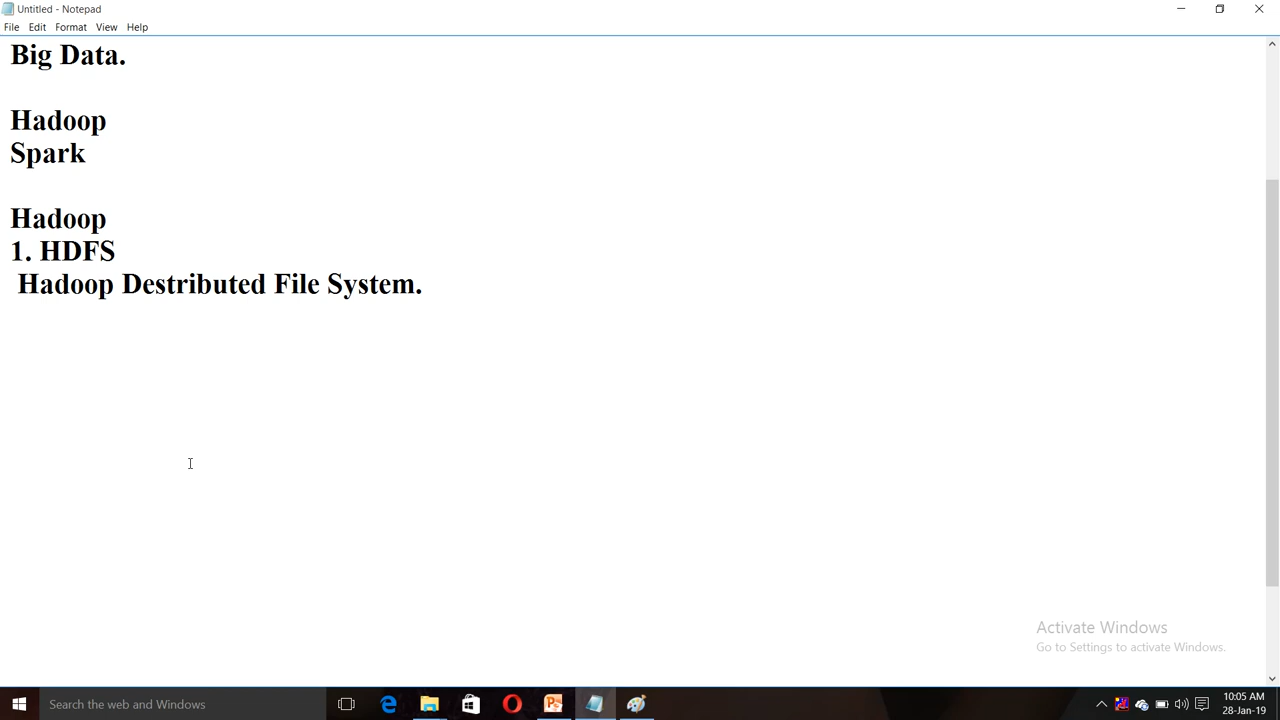 Untitled - Notepad
File Edit Format View Help
Big Data.
Hadoop
Spark
Hadoop
1. HDFS
Hadoop Destributed File System.
Activate Windows
Go to Settings to activate Windows.
Search the web and Windows
10:05 AM
28-Jan-19